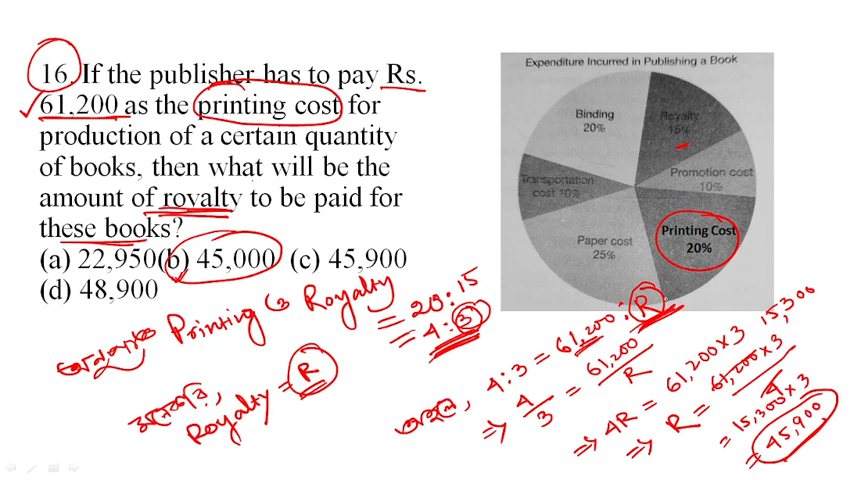 16. If the publisher has to pay Rs.
61,200 as the printing cost for
production of a certain quantity
of books, then what will be the
amount of royalty to be paid for
these books?
(a) 22,950(b) 45,000 (c) 45,900
(d) 48,900
Expenditure Incurred in Publishing a Book
Binding
20%
Royalty
15%
Promotion cost
10%
Transportation
cost 10%
Printing Cost
20%
Paper cost
25%
Printing
Royalty
= 20:15
= 4:3
Royalty = R
4:3 = 61,200 : R
⇒ 4/3 = 61,200/R
⇒ 4R = 61,200×3
⇒ R = 61,200×3/4
15,300
= 15,300×3
= 45,900